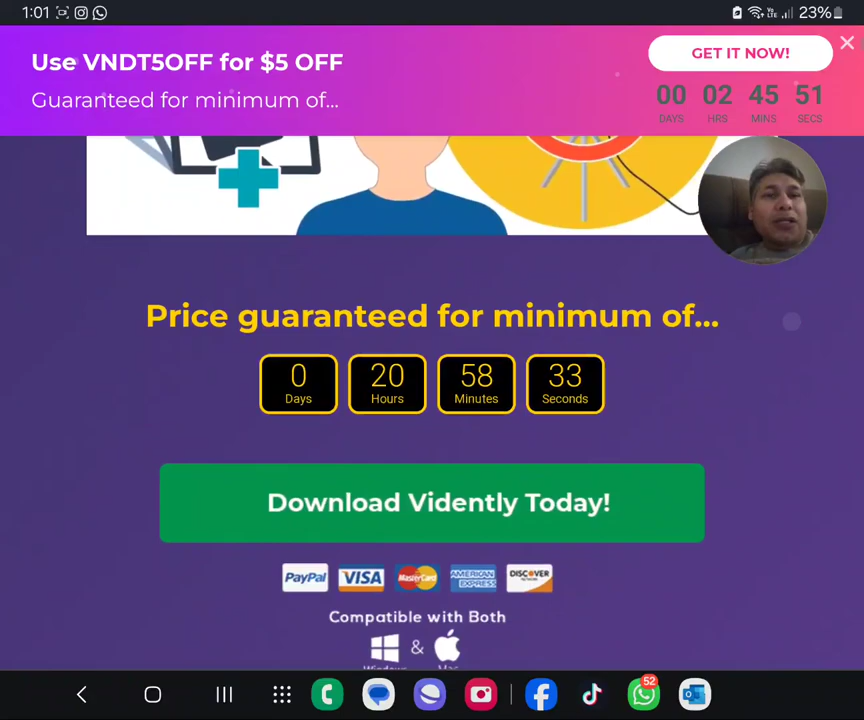 1:01
23%
Use VNDT5OFF for $5 OFF
GET IT NOW!
Guaranteed for minimum of...
00 02 45 51
DAYS HRS MINS SECS
Price guaranteed for minimum of...
0 20 58 33
Days Hours Minutes Seconds
Download Vidently Today!
PayPal VISA MasterCard AMERICAN EXPRESS DISCOVER
Compatible with Both
&
52